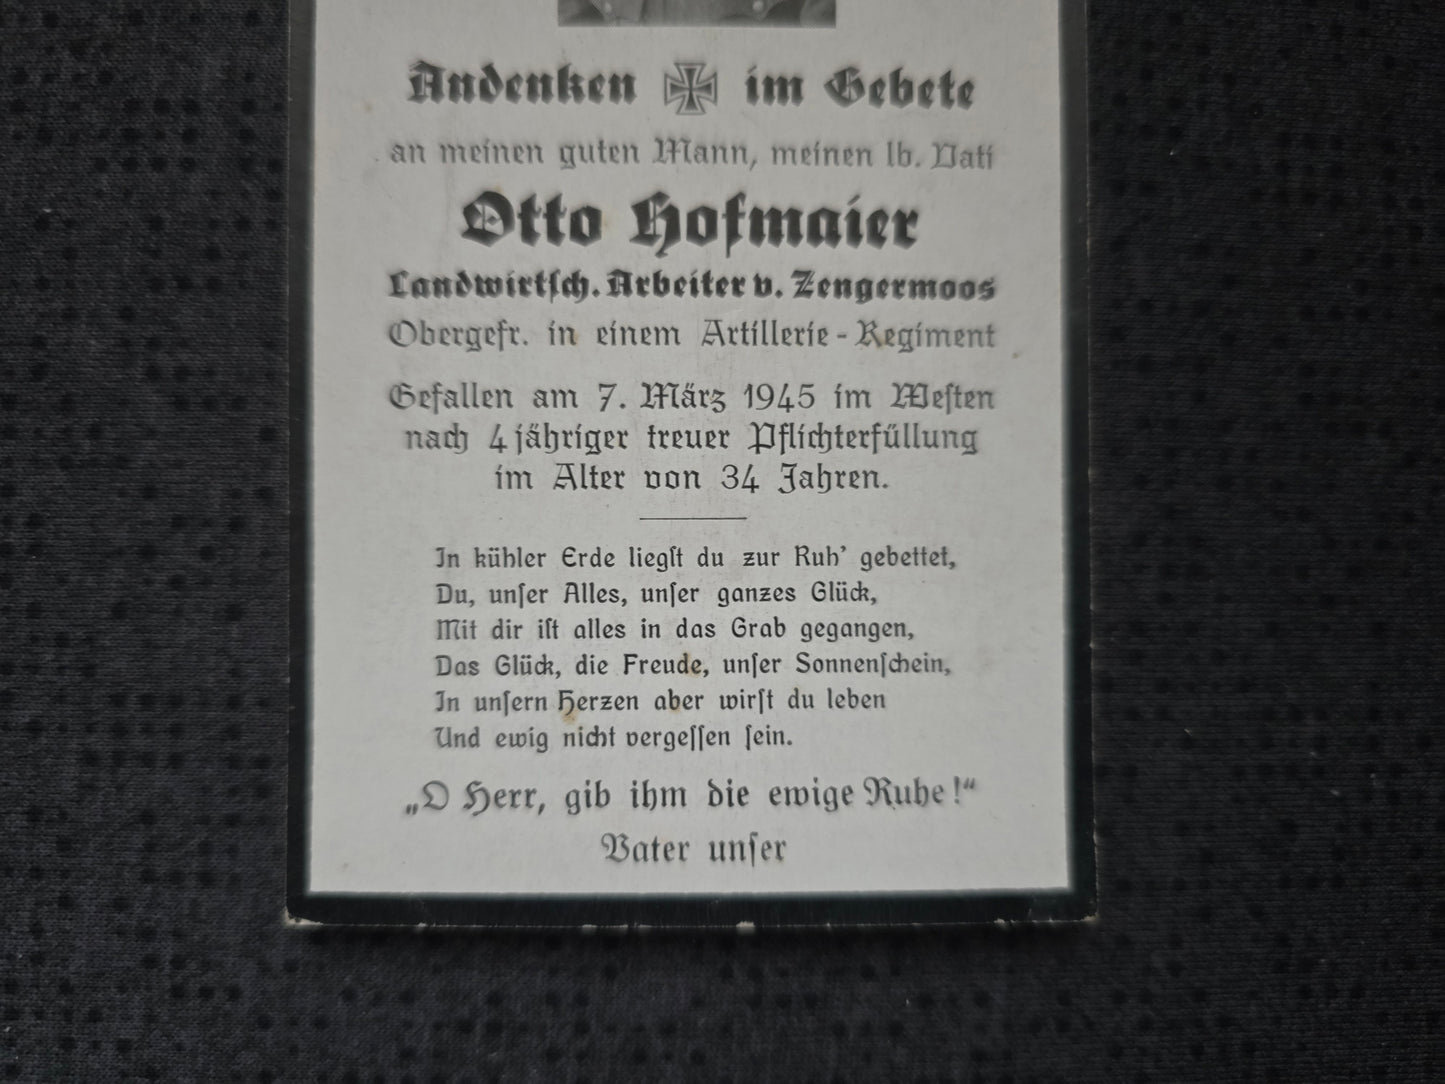 Andenken im Gebete
an meinen guten Mann, meinen lb. Vati
Otto Hofmaier
Landwirtſch. Arbeiter v. Zengermoos
Obergefr. in einem Artillerie-Regiment
Gefallen am 7. März 1945 im Weſten
nach 4 jähriger treuer Pflichterfüllung
im Alter von 34 Jahren.
In kühler Erde liegſt du zur Ruh' gebettet,
Du, unſer Alles, unſer ganzes Glück,
Mit dir iſt alles in das Grab gegangen,
Das Glück, die Freude, unſer Sonnenſchein,
In unſern Herzen aber wirſt du leben
Und ewig nicht vergeſſen ſein.
„O Herr, gib ihm die ewige Ruhe!“
Vater unſer